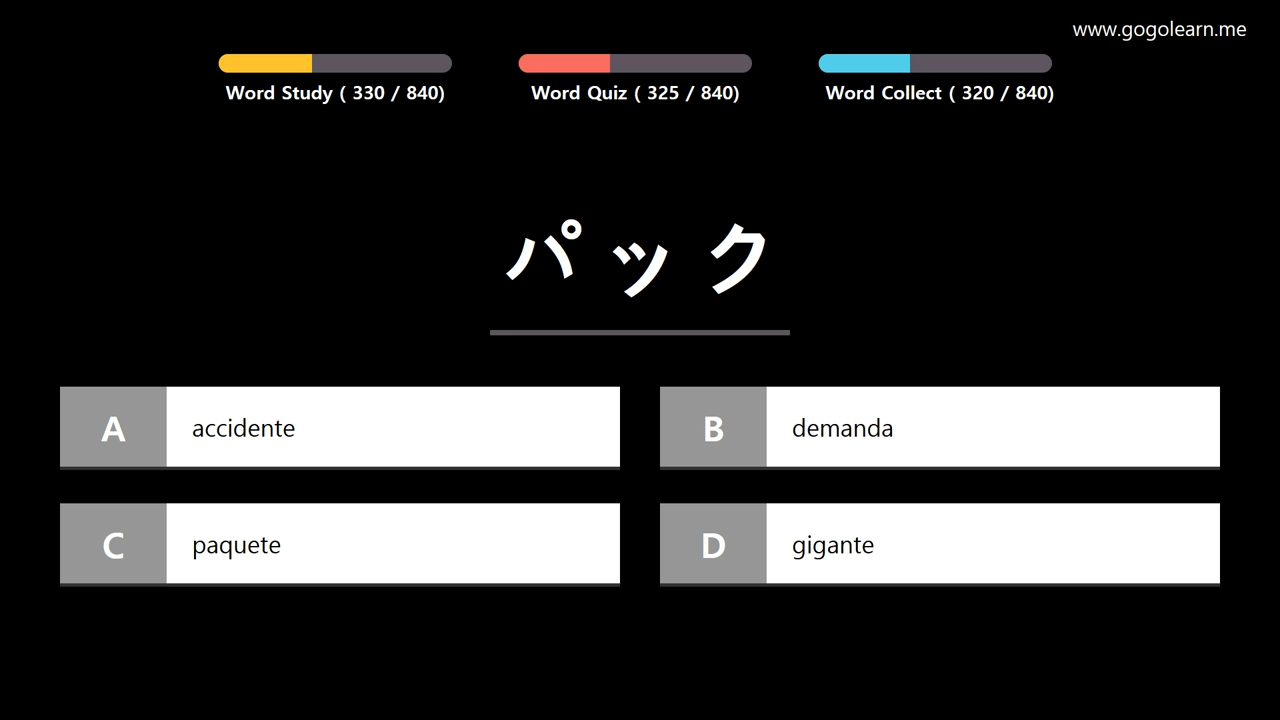 www.gogolearn.me
Word Study ( 330 / 840)
Word Quiz ( 325 / 840)
Word Collect ( 320 / 840)
パック
A accidente
B demanda
C paquete
D gigante